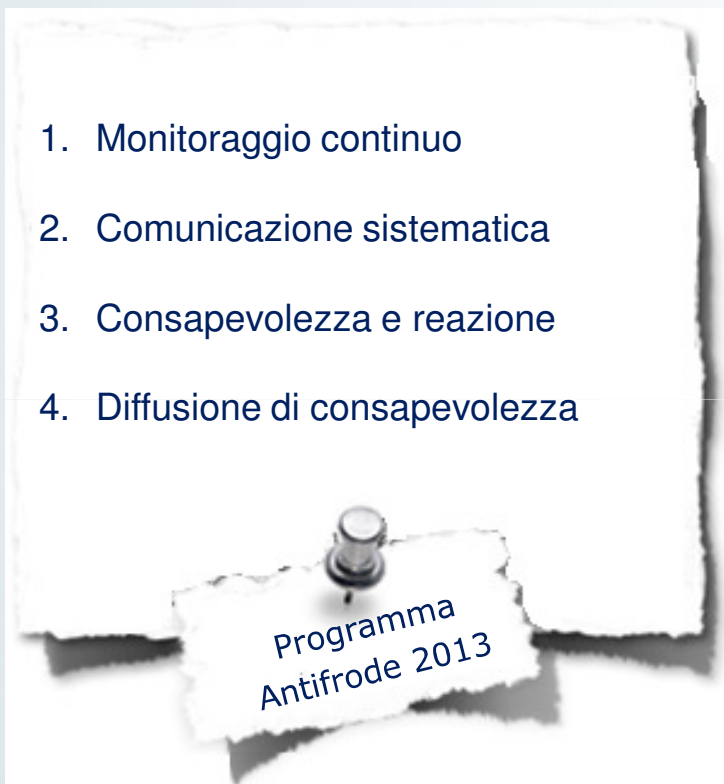 1. Monitoraggio continuo
2. Comunicazione sistematica
3. Consapevolezza e reazione
4. Diffusione di consapevolezza
Programma
Antifrode 2013